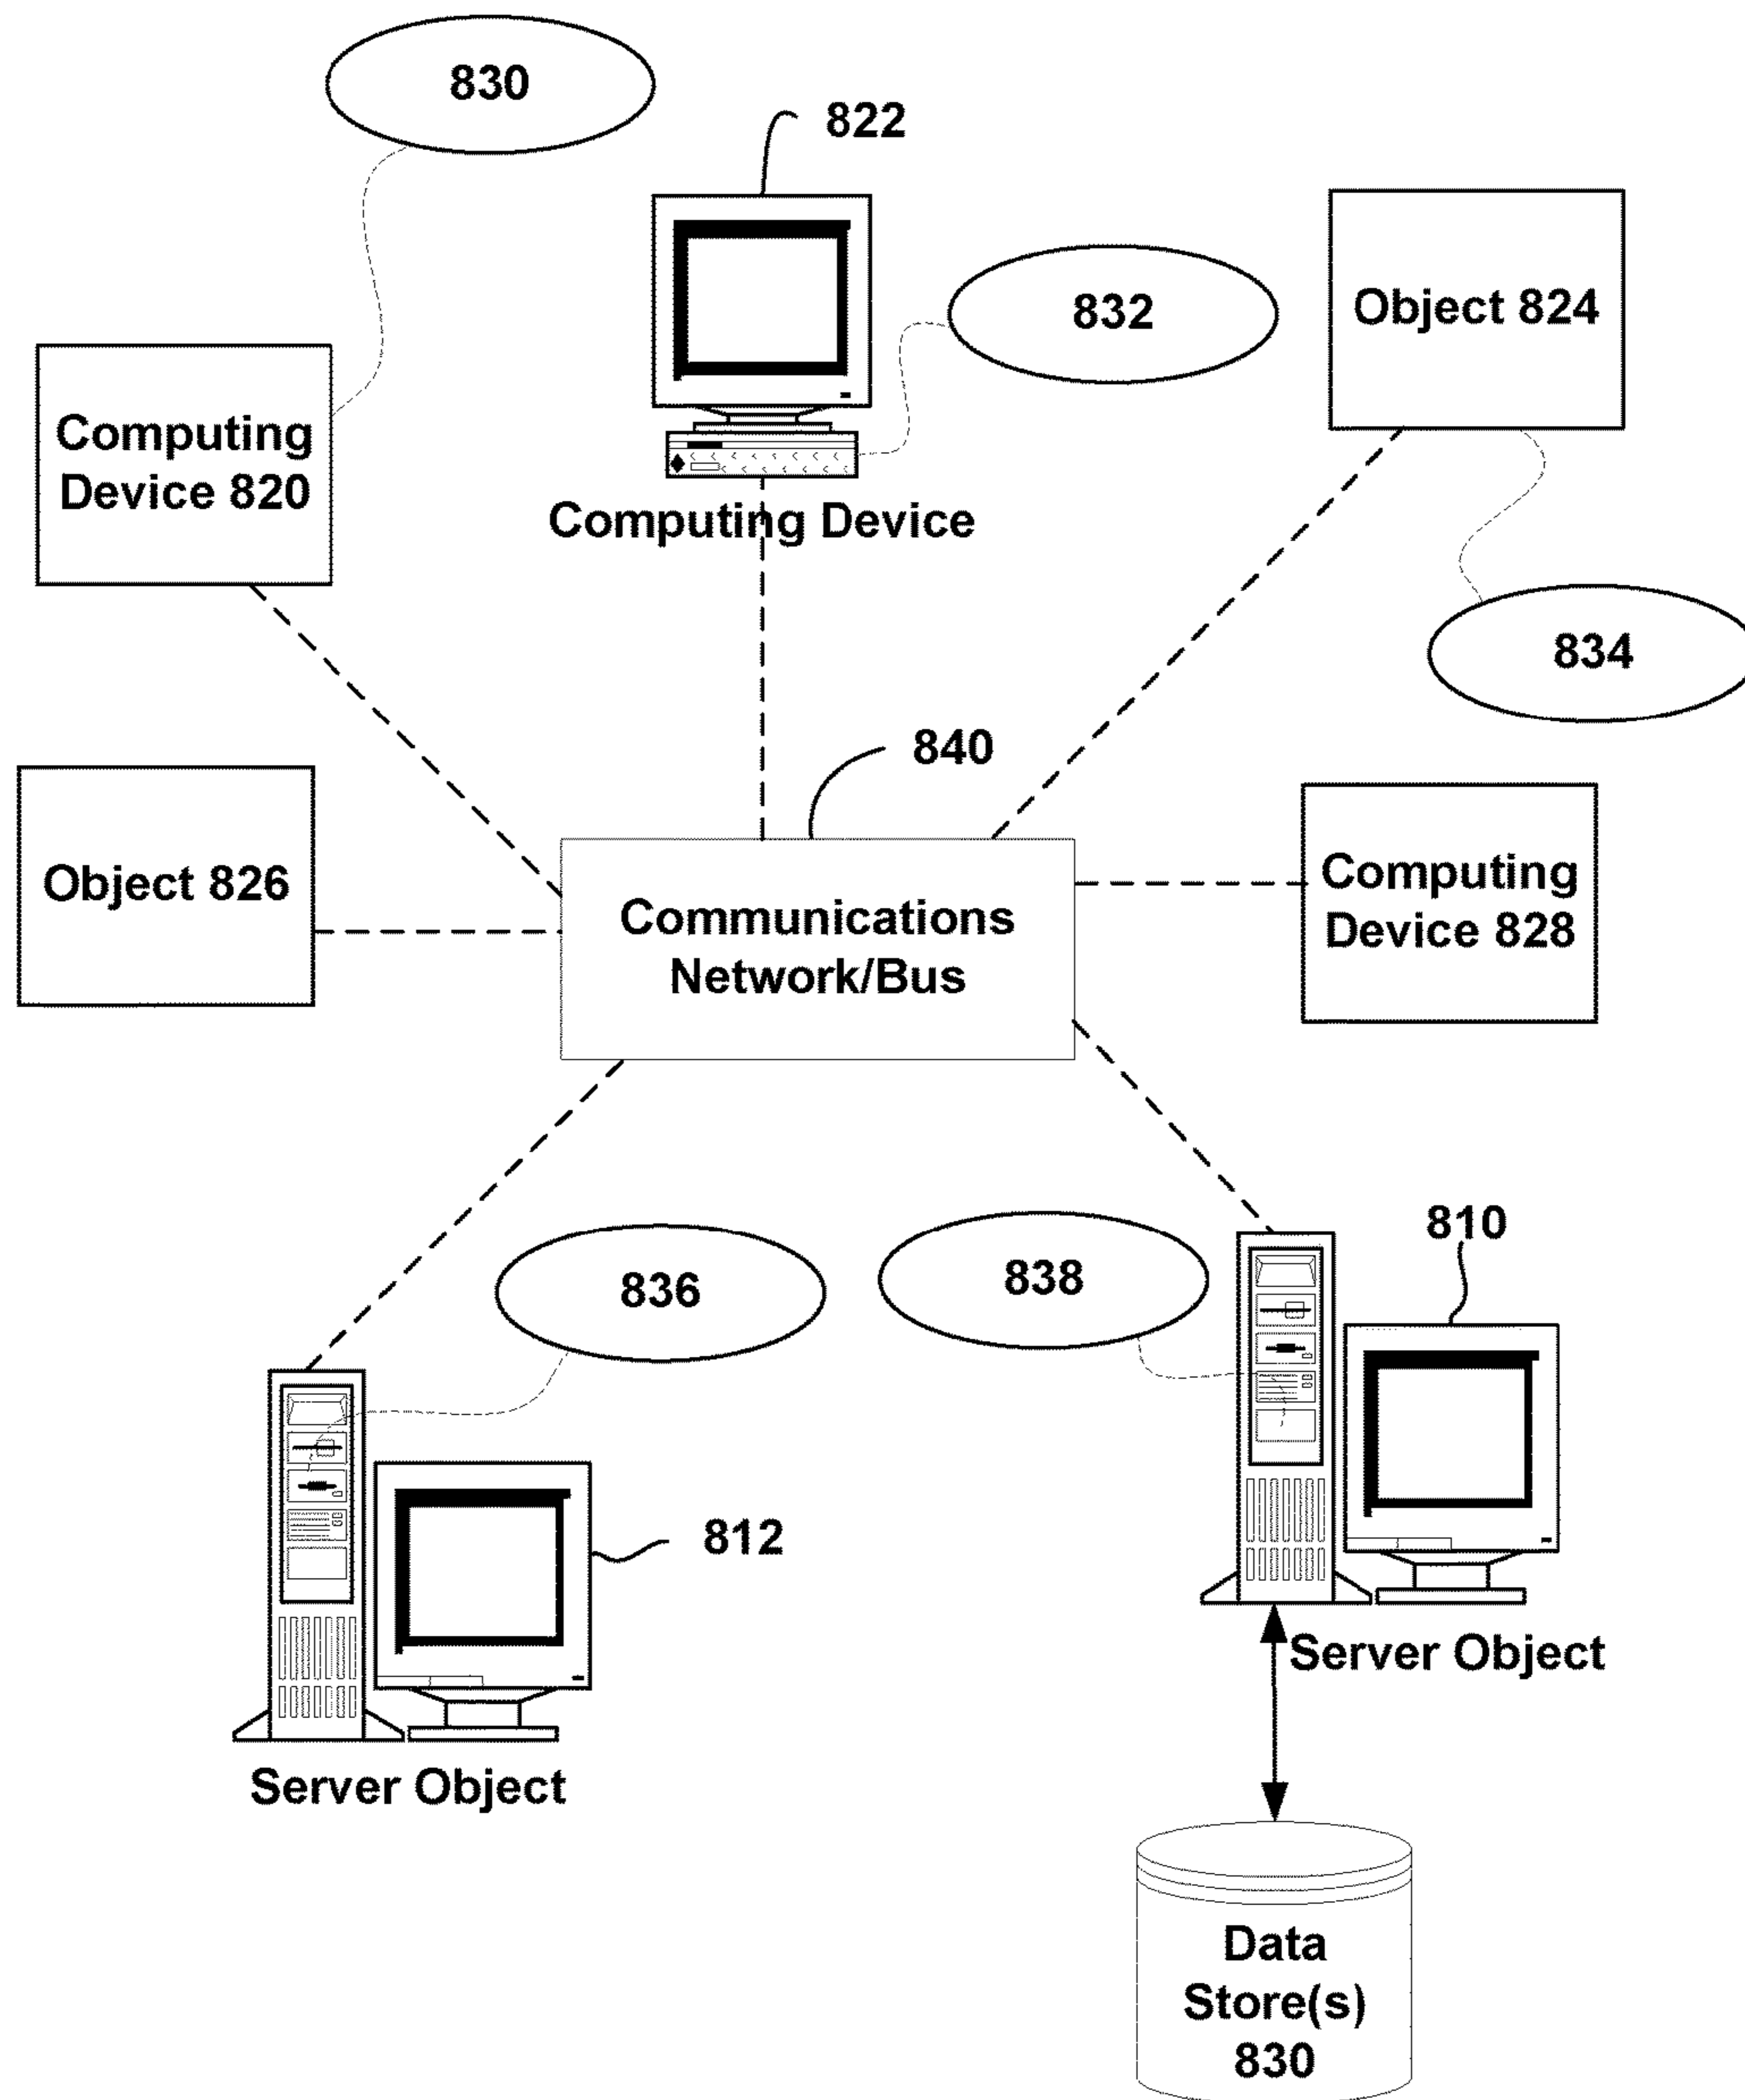 830
822
832
Object 824
Computing
Device 820
Computing Device
834
840
Object 826
Computing
Device 828
Communications
Network/Bus
810
836
838
812
Server Object
Server Object
Data
Store(s)
830